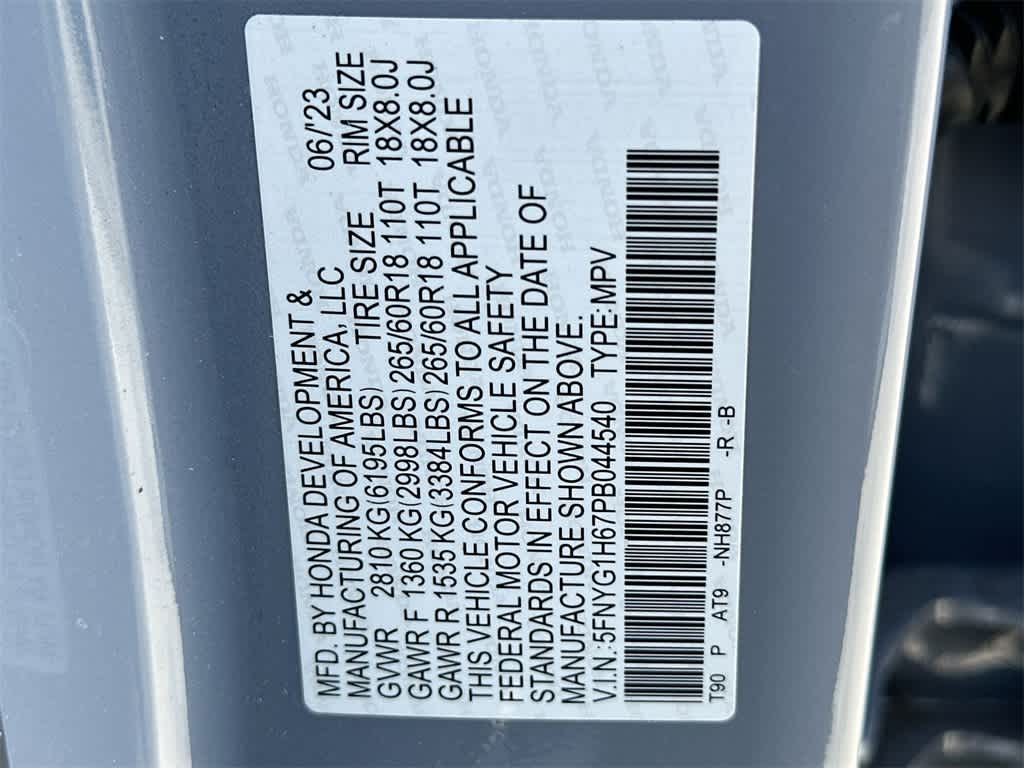 MFD. BY HONDA DEVELOPMENT & 06/'23
MANUFACTURING OF AMERICA, LLC RIM SIZE
GVWR 2810 KG(6195LBS) TIRE SIZE
GAWR F 1360 KG(2998LBS) 265/60R18 110T 18X8.0J
GAWR R 1535 KG(3384LBS) 265/60R18 110T 18X8.0J
THIS VEHICLE CONFORMS TO ALL APPLICABLE
FEDERAL MOTOR VEHICLE SAFETY
STANDARDS IN EFFECT ON THE DATE OF
MANUFACTURE SHOWN ABOVE.
V.I.N.:5FNYG1H67PB044540 TYPE:MPV
T90 P AT9 -NH877P -R -B